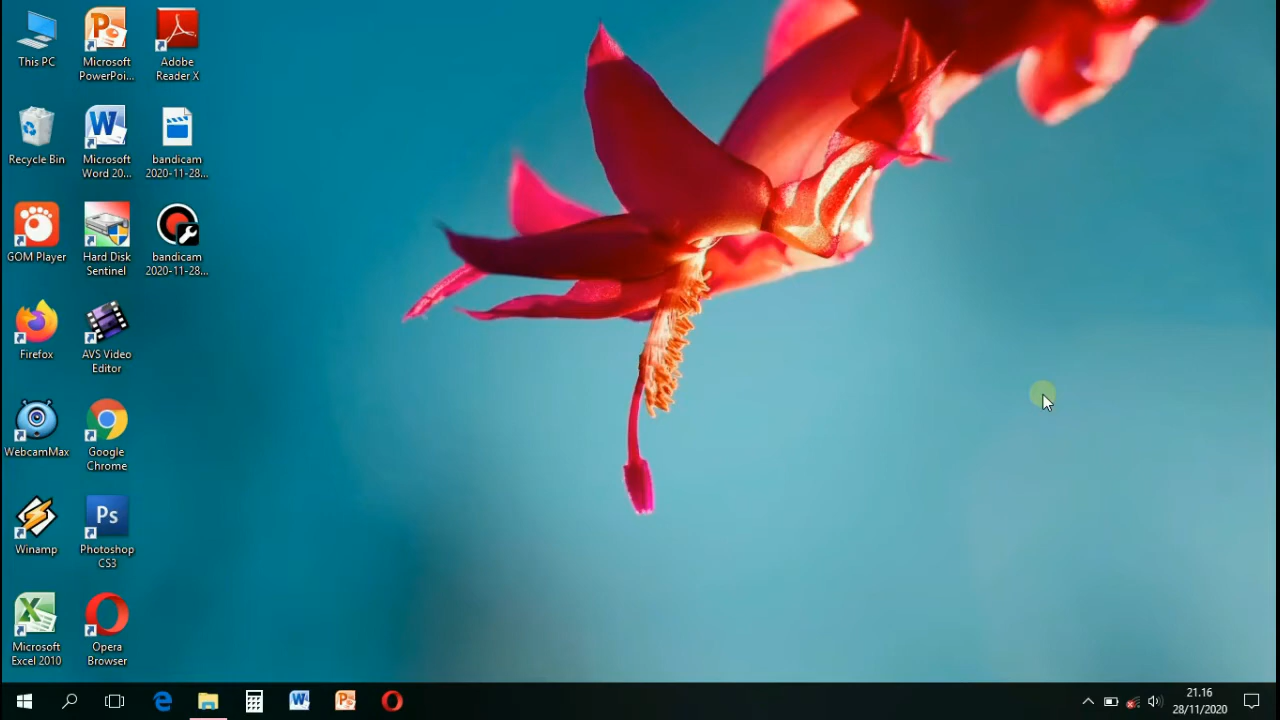 This PC
Microsoft
PowerPoi...
Adobe
Reader X
Recycle Bin
Microsoft
Word 20...
bandicam
2020-11-28...
GOM Player
Hard Disk
Sentinel
bandicam
2020-11-28...
Firefox
AVS Video
Editor
WebcamMax
Google
Chrome
Winamp
Ps
Photoshop
CS3
Microsoft
Excel 2010
Opera
Browser
21.16
28/11/2020